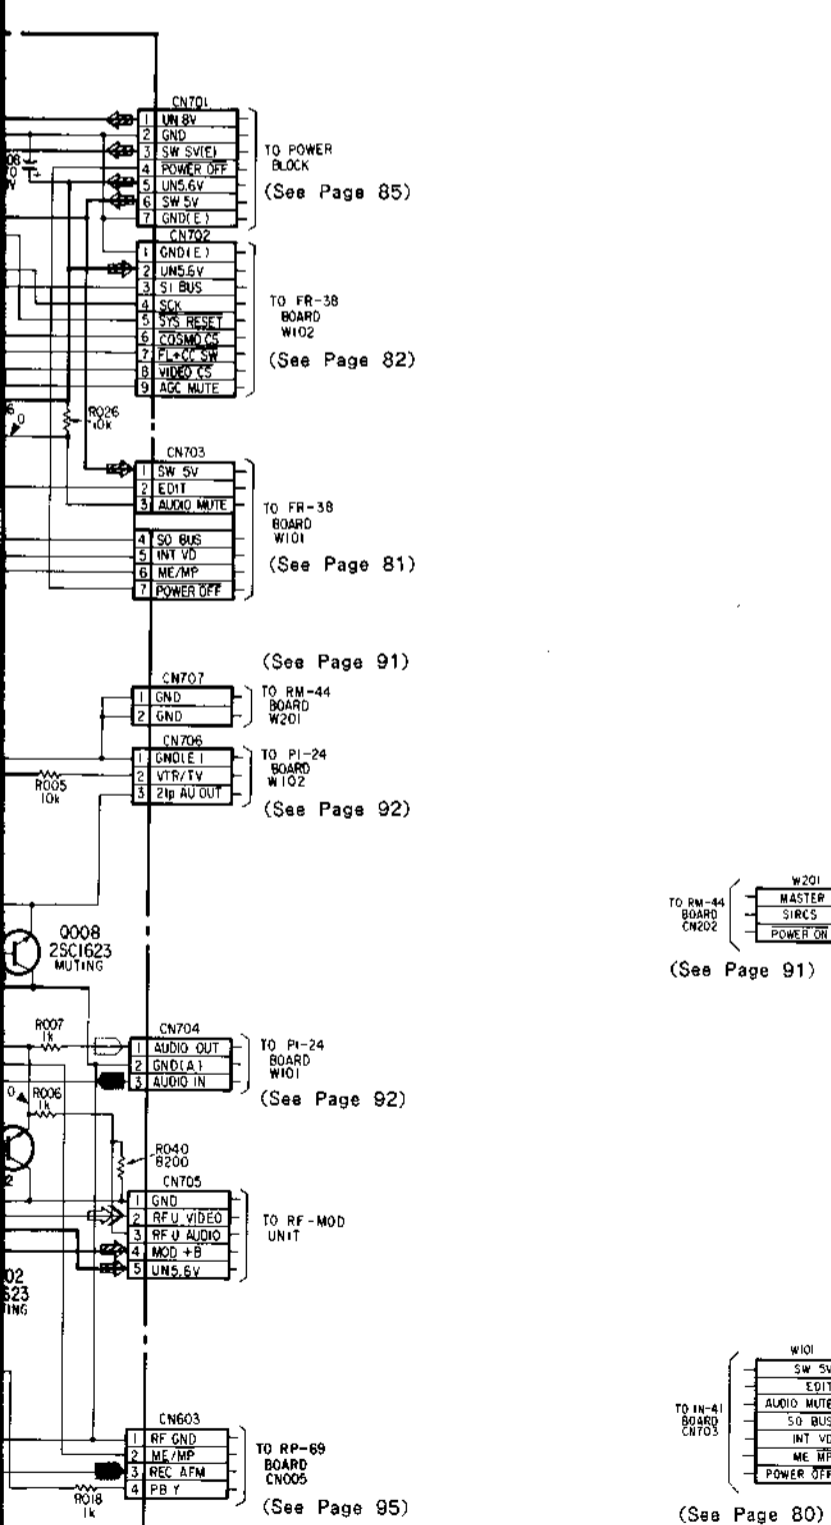 CN701
1 UN 8V
2 GND
3 SW 5V(E)
4 POWER OFF
5 UN5.6V
6 SW 5V
7 GND(E)
TO POWER
BLOCK
(See Page 85)
CN702
1 GND(E)
2 UN5.6V
3 SI BUS
4 SCK
5 SYS RESET
6 COSMO CS
7 FL+CC SW
8 VIDEO CS
9 AGC MUTE
TO FR-38
BOARD
W102
(See Page 82)
R026
10k
CN703
1 SW 5V
2 EDIT
3 AUDIO MUTE
4 SO BUS
5 INT VD
6 ME/MP
7 POWER OFF
TO FR-38
BOARD
W101
(See Page 81)
(See Page 91)
CN707
1 GND
2 GND
TO RM-44
BOARD
W201
CN706
1 GND(E)
2 VTR/TV
3 21p AU OUT
TO PI-24
BOARD
W102
(See Page 92)
R005
10k
W201
MASTER
SIRCS
POWER ON
TO RM-44
BOARD
CN202
(See Page 91)
Q008
2SC1623
MUTING
R007
1k
CN704
1 AUDIO OUT
2 GND(A)
3 AUDIO IN
TO PI-24
BOARD
W101
(See Page 92)
0
R006
1k
R040
8200
CN705
1 GND
2 RFU VIDEO
3 RFU AUDIO
4 MOD +B
5 UN5.6V
TO RF-MOD
UNIT
02
623
TING
W101
SW 5V
EDIT
AUDIO MUTE
SO BUS
INT VD
ME MP
POWER OFF
TO IN-41
BOARD
CN703
(See Page 80)
CN603
1 RF GND
2 ME/MP
3 REC AFM
4 PB Y
TO RP-69
BOARD
CN005
(See Page 95)
R018
1k